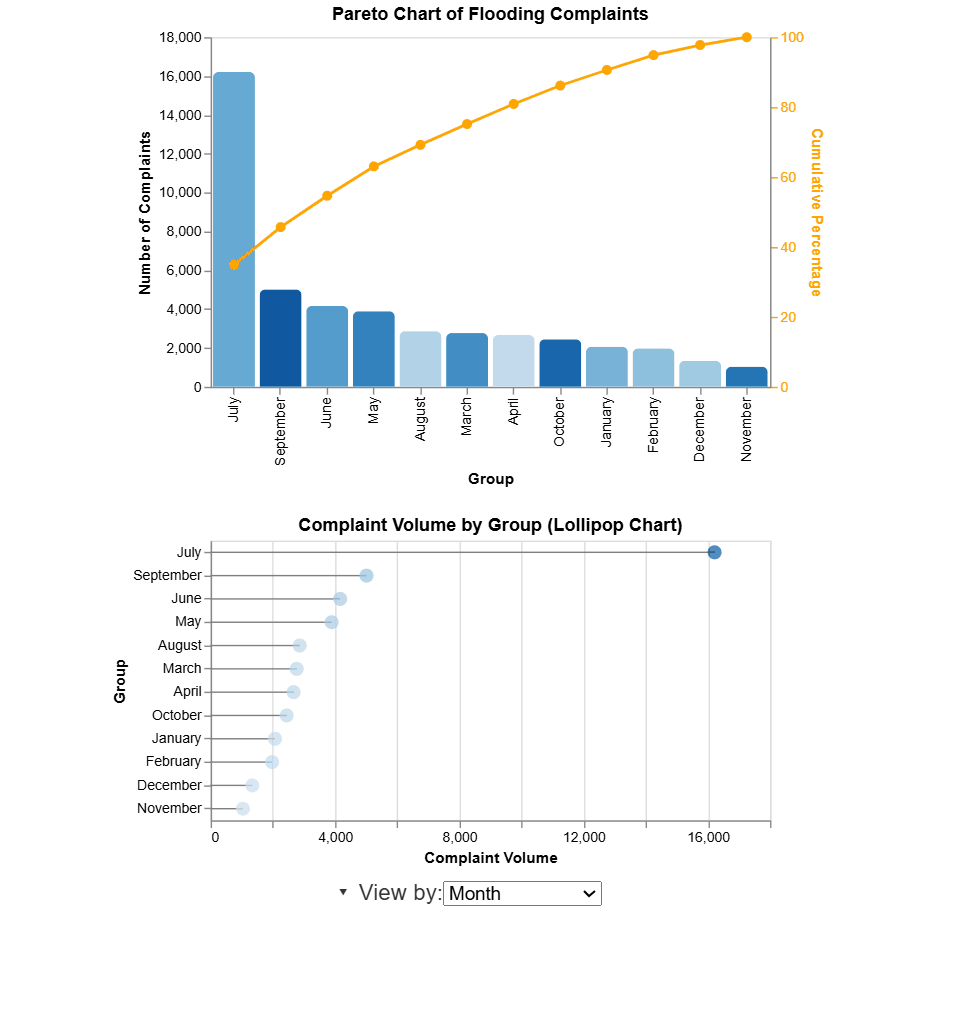 Pareto Chart of Flooding Complaints
18,000
16,000
14,000
12,000
10,000
8,000
6,000
4,000
2,000
0
Number of Complaints
100
80
60
40
20
0
Cumulative Percentage
July
September
June
May
August
March
April
October
January
February
December
November
Group
Complaint Volume by Group (Lollipop Chart)
July
September
June
May
August
March
April
October
January
February
December
November
Group
0 4,000 8,000 12,000 16,000
Complaint Volume
View by: Month